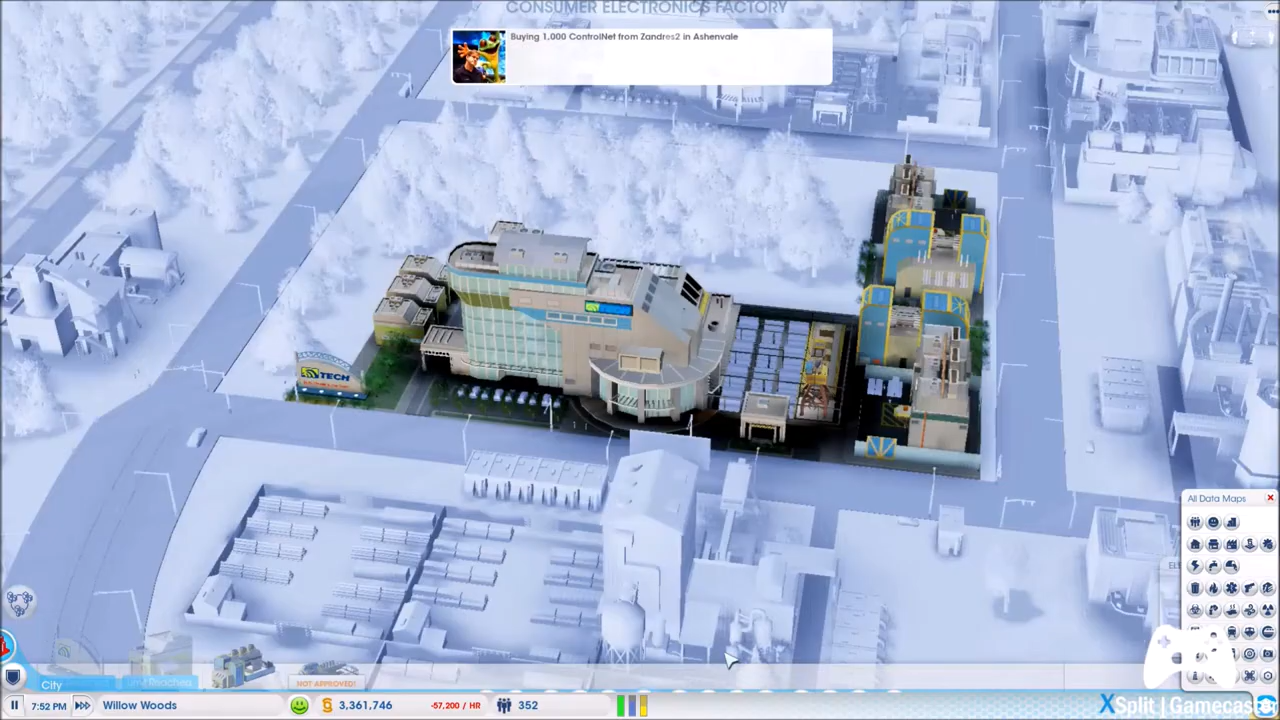 CONSUMER ELECTRONICS FACTORY
Buying 1,000 ControlNet from Zandres2 in Ashenvale
TECH
All Data Maps
City
Reached
NOT APPROVED!
7:52 PM
Willow Woods
3,361,746
-57,200 / HR
352
XSplit | Gamecaster